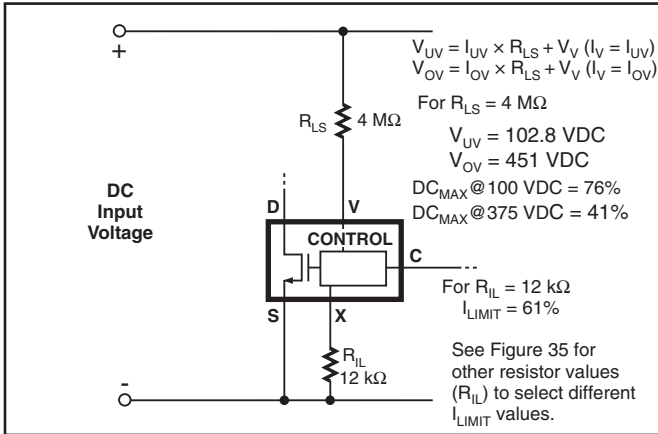 +
V_UV = I_UV × R_LS + V_V (I_V = I_UV)
V_OV = I_OV × R_LS + V_V (I_V = I_OV)
For R_LS = 4 MΩ
V_UV = 102.8 VDC
V_OV = 451 VDC
DC_MAX@100 VDC = 76%
DC_MAX@375 VDC = 41%
R_LS
4 MΩ
DC
Input
Voltage
D
V
CONTROL
C
S
X
For R_IL = 12 kΩ
I_LIMIT = 61%
R_IL
12 kΩ
See Figure 35 for
other resistor values
(R_IL) to select different
I_LIMIT values.
-